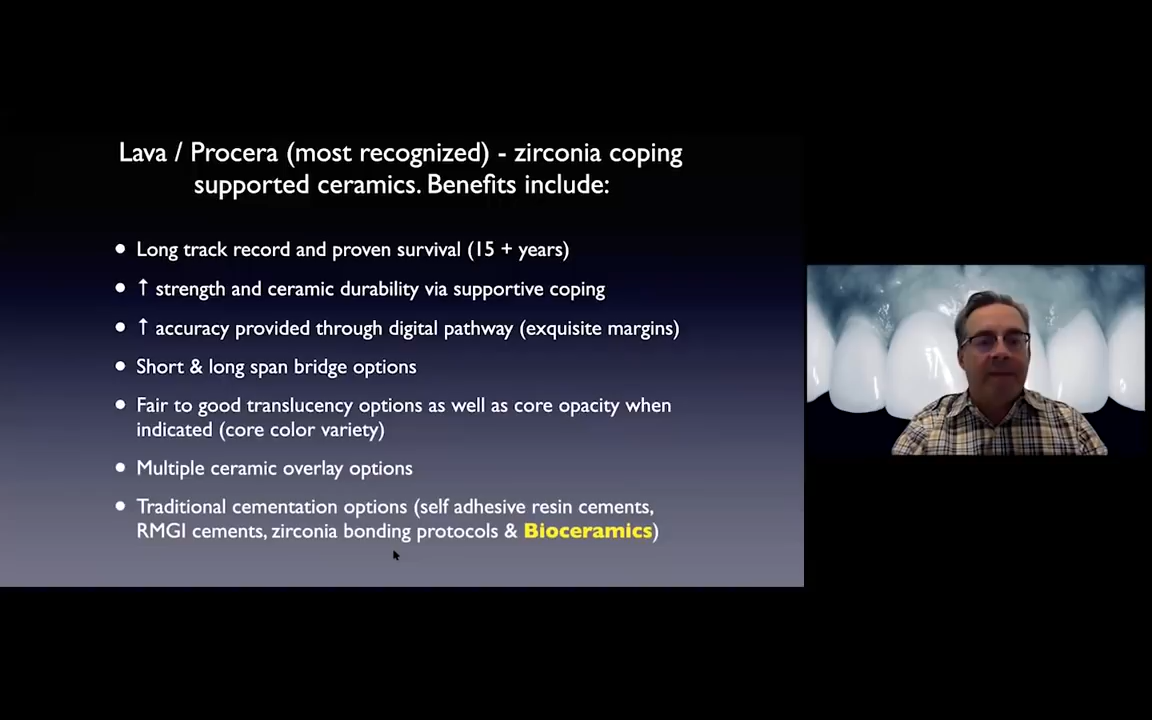 Lava / Procera (most recognized) - zirconia coping
supported ceramics. Benefits include:
• Long track record and proven survival (15 + years)
• ↑ strength and ceramic durability via supportive coping
• ↑ accuracy provided through digital pathway (exquisite margins)
• Short & long span bridge options
• Fair to good translucency options as well as core opacity when
indicated (core color variety)
• Multiple ceramic overlay options
• Traditional cementation options (self adhesive resin cements,
RMGI cements, zirconia bonding protocols & Bioceramics)